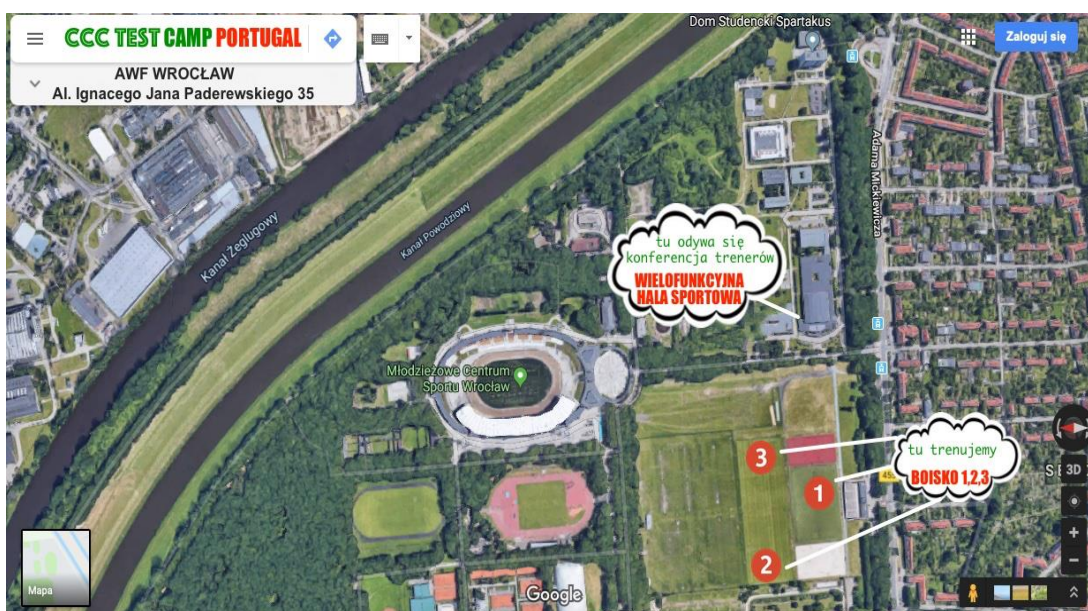 CCC TEST CAMP PORTUGAL
AWF WROCŁAW
Al. Ignacego Jana Paderewskiego 35
Dom Studencki Spartakus
Zaloguj się
Adama Mickiewicza
Kanał Żeglugowy
Kanał Powodziowy
tu odywa się
konferencja trenerów
WIELOFUNKCYJNA
HALA SPORTOWA
Młodzieżowe Centrum
Sportu Wrocław
tu trenujemy
BOISKO 1,2,3
3
1
2
3D
Mapa
Google